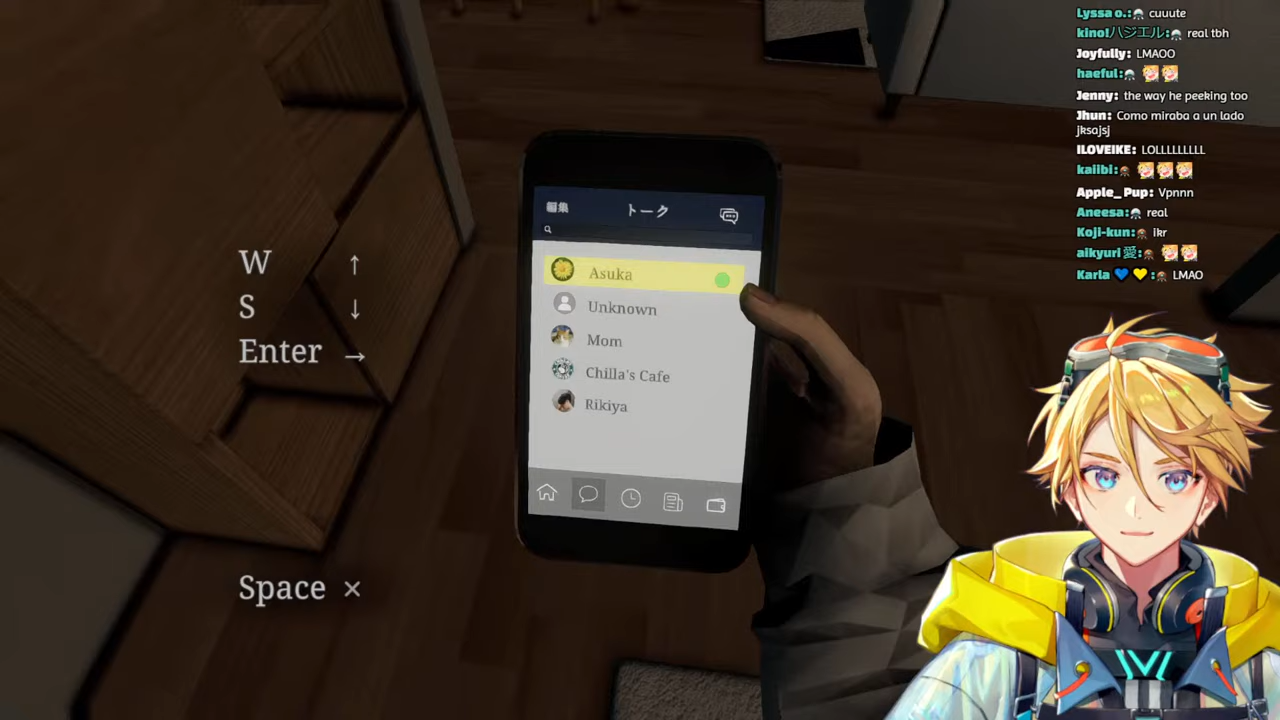 W ↑
S ↓
Enter →
Space ×
編集
トーク
Asuka
Unknown
Mom
Chilla's Cafe
Rikiya
Lyssa o.: cuuute
kino!ハジエル: real tbh
Joyfully: LMAOO
haeful:
Jenny: the way he peeking too
Jhun: Como miraba a un lado
jksajsj
ILOVEIKE: LOLLLLLLLLL
kaiibi:
Apple_Pup: Vpnnn
Aneesa: real
Koji-kun: ikr
aikyuri 愛:
Karla 💙 💛 : LMAO